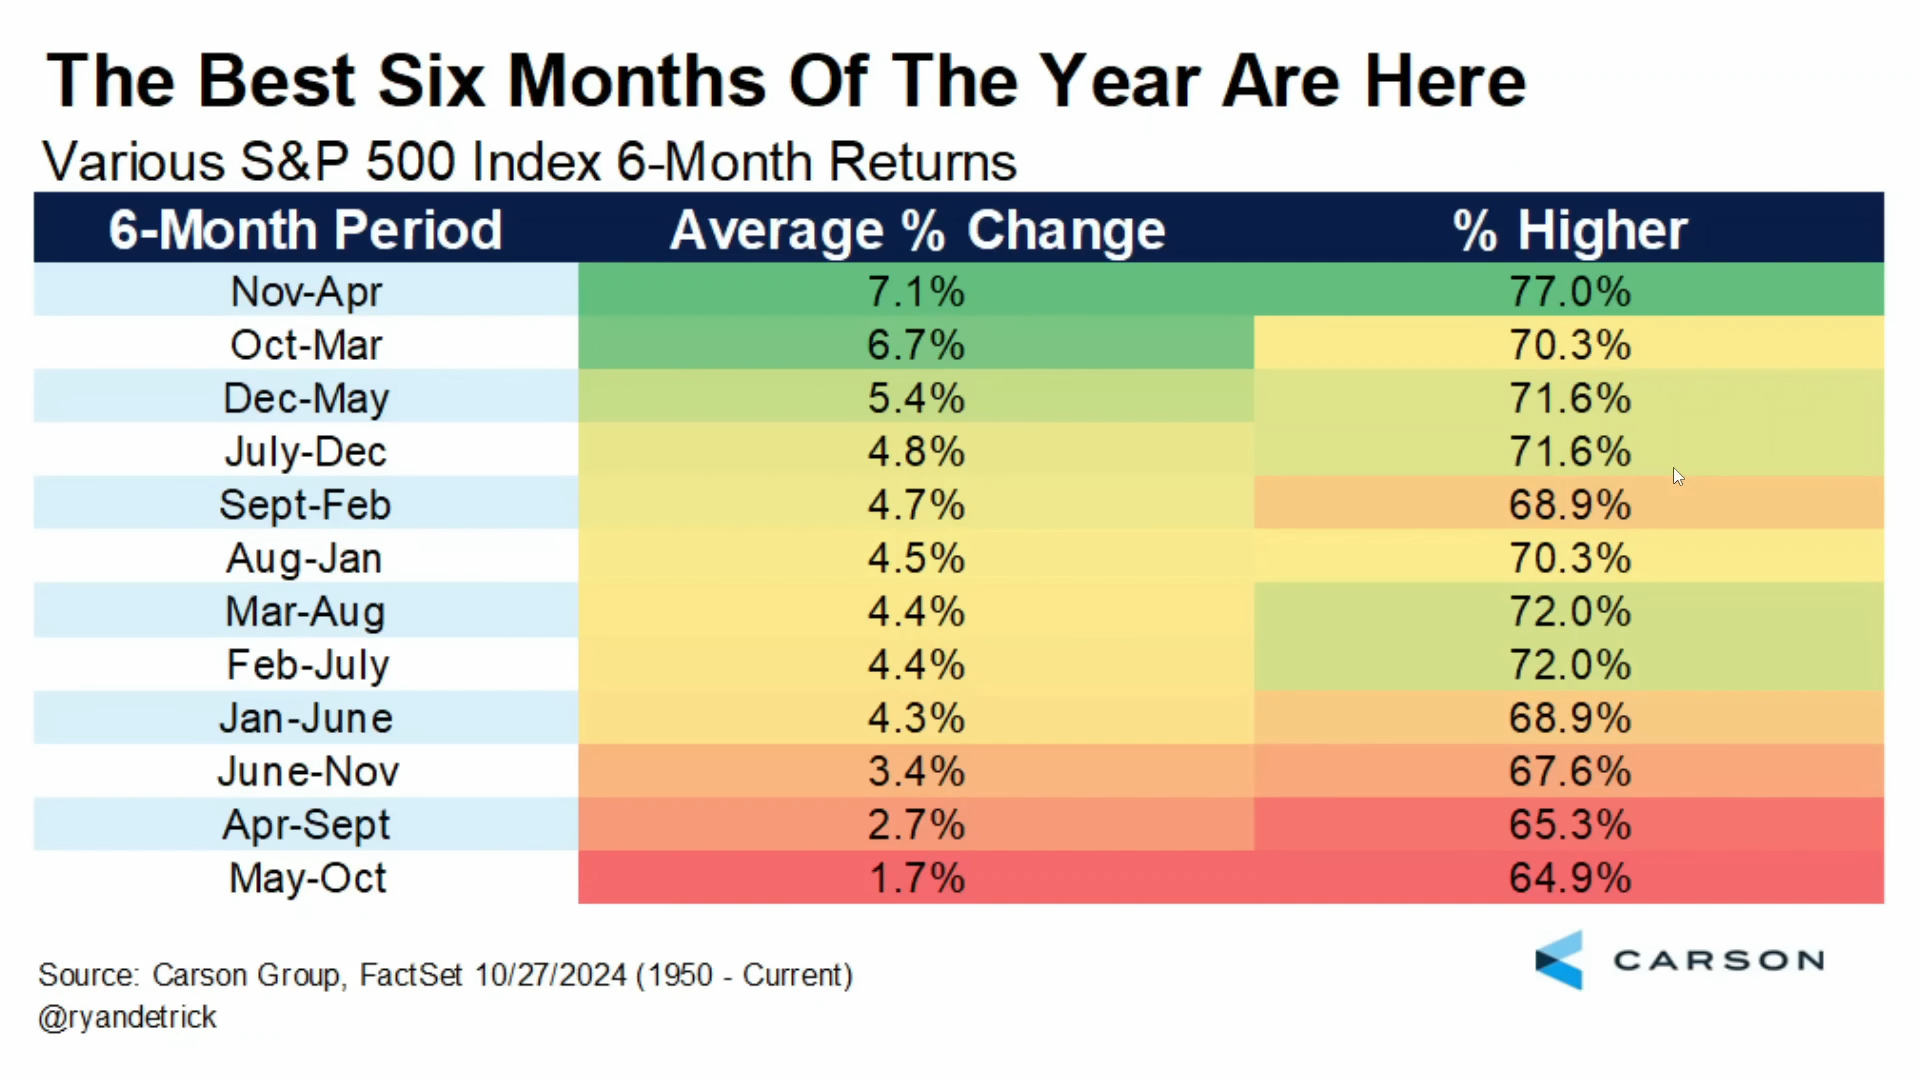 The Best Six Months Of The Year Are Here
Various S&P 500 Index 6-Month Returns
6-Month Period Average % Change % Higher
Nov-Apr 7.1% 77.0%
Oct-Mar 6.7% 70.3%
Dec-May 5.4% 71.6%
July-Dec 4.8% 71.6%
Sept-Feb 4.7% 68.9%
Aug-Jan 4.5% 70.3%
Mar-Aug 4.4% 72.0%
Feb-July 4.4% 72.0%
Jan-June 4.3% 68.9%
June-Nov 3.4% 67.6%
Apr-Sept 2.7% 65.3%
May-Oct 1.7% 64.9%
Source: Carson Group, FactSet 10/27/2024 (1950 - Current)
@ryandetrick
CARSON